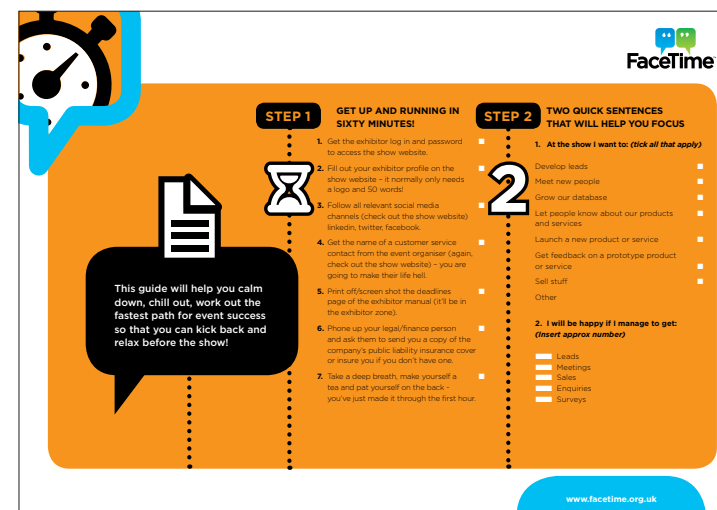 FaceTime
STEP 1
GET UP AND RUNNING IN
SIXTY MINUTES!
1. Get the exhibitor log in and password
to access the show website.
2. Fill out your exhibitor profile on the
show website – it normally only needs
a logo and 50 words!
3. Follow all relevant social media
channels (check out the show website)
linkedin, twitter, facebook.
4. Get the name of a customer service
contact from the event organiser (again,
check out the show website) – you are
going to make their life hell.
5. Print off/screen shot the deadlines
page of the exhibitor manual (it'll be in
the exhibitor zone).
6. Phone up your legal/finance person
and ask them to send you a copy of the
company's public liability insurance cover
or insure you if you don't have one.
7. Take a deep breath, make yourself a
tea and pat yourself on the back –
you've just made it through the first hour.
This guide will help you calm
down, chill out, work out the
fastest path for event success
so that you can kick back and
relax before the show!
STEP 2
2
TWO QUICK SENTENCES
THAT WILL HELP YOU FOCUS
1. At the show I want to: (tick all that apply)
Develop leads
Meet new people
Grow our database
Let people know about our products
and services
Launch a new product or service
Get feedback on a prototype product
or service
Sell stuff
Other
2. I will be happy if I manage to get:
(Insert approx number)
Leads
Meetings
Sales
Enquiries
Surveys
www.facetime.org.uk